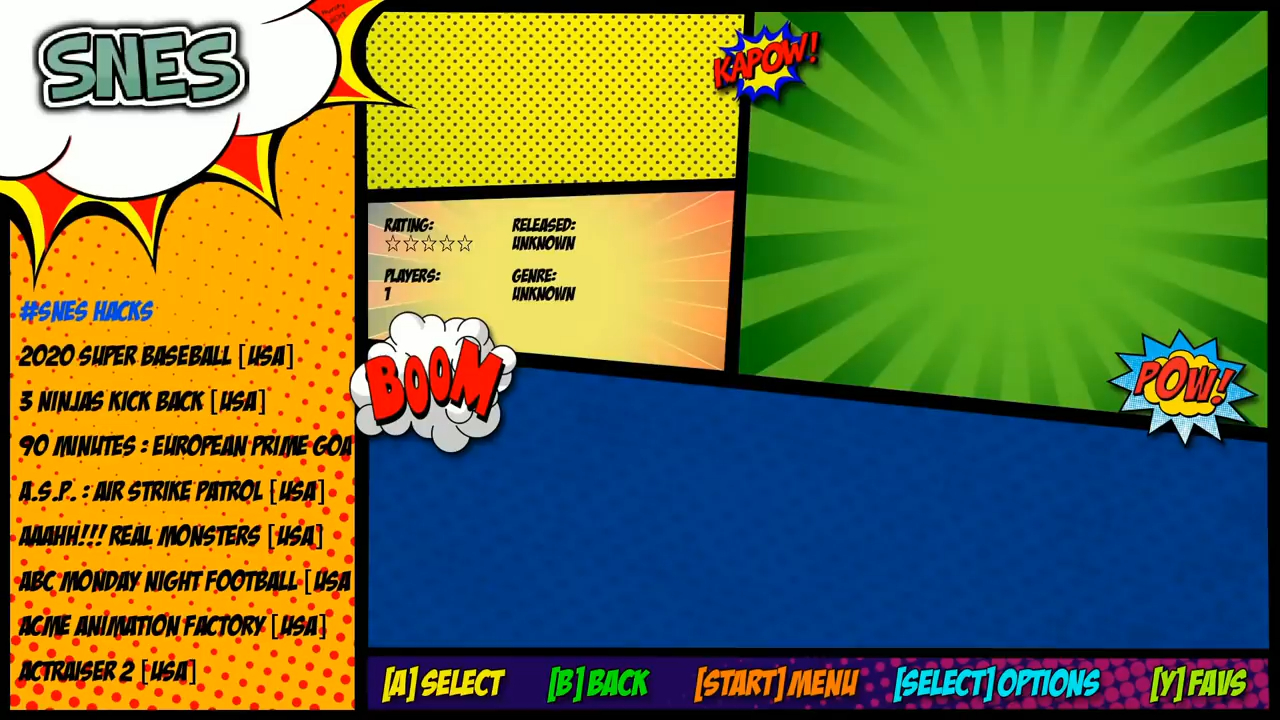 SNES
KAPOW!
RATING:
☆☆☆☆☆
RELEASED:
UNKNOWN
PLAYERS:
1
GENRE:
UNKNOWN
BOOM
POW!
#SNES HACKS
2020 SUPER BASEBALL [USA]
3 NINJAS KICK BACK [USA]
90 MINUTES : EUROPEAN PRIME GOA
A.S.P. : AIR STRIKE PATROL [USA]
AAAHH!!! REAL MONSTERS [USA]
ABC MONDAY NIGHT FOOTBALL [USA
ACME ANIMATION FACTORY [USA]
ACTRAISER 2 [USA]
[A] SELECT [B] BACK [START] MENU [SELECT] OPTIONS [Y] FAVS